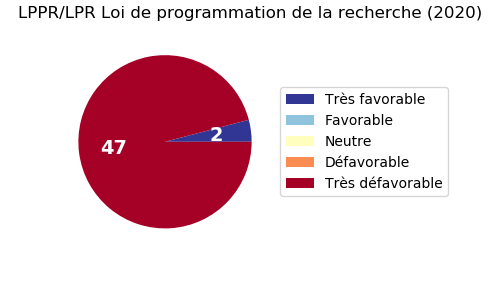 LPPR/LPR Loi de programmation de la recherche (2020)
47
2
Très favorable
Favorable
Neutre
Défavorable
Très défavorable